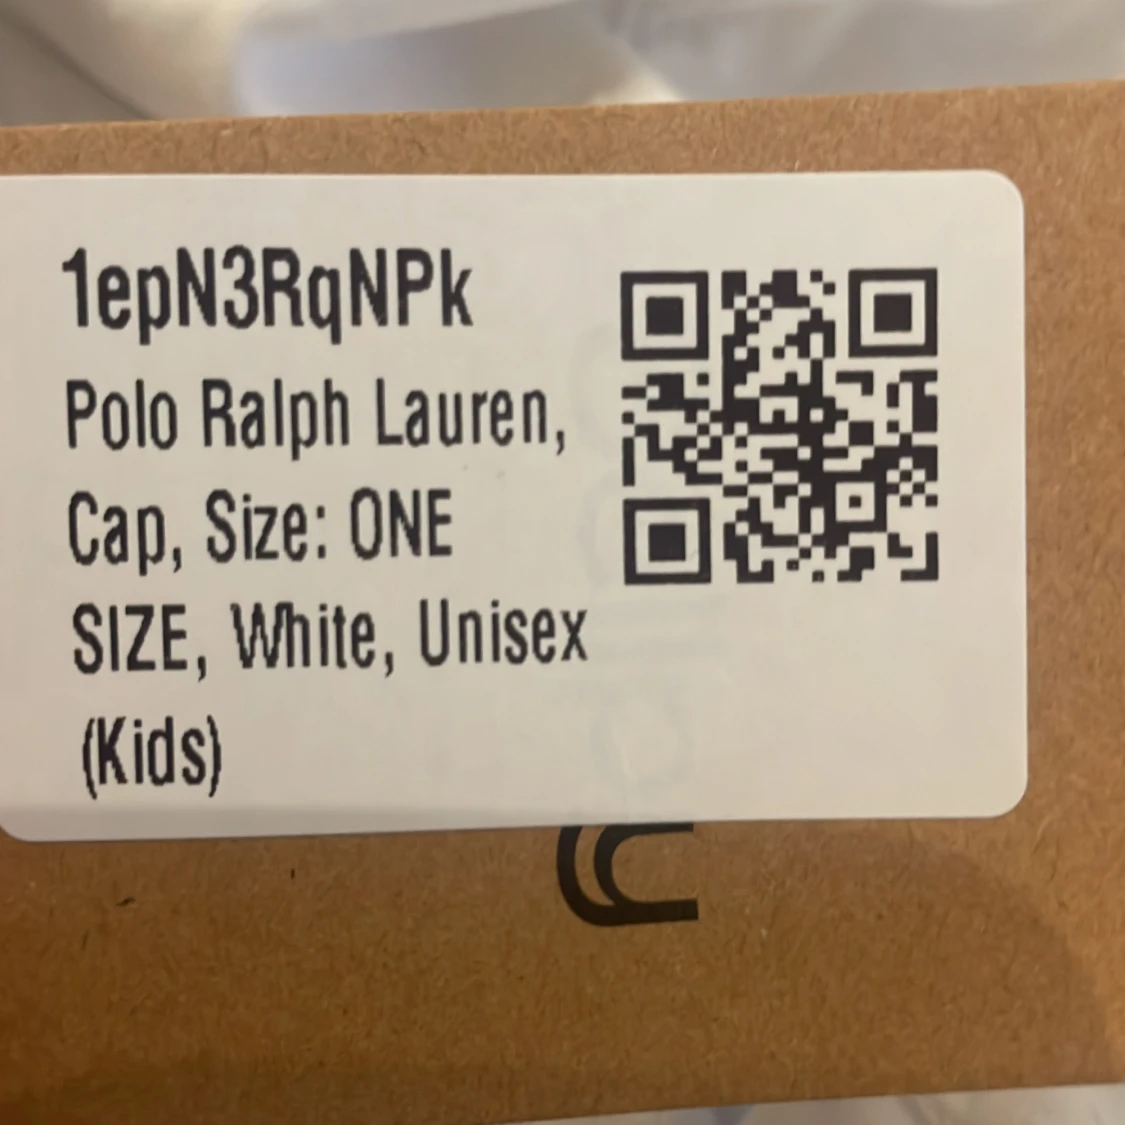 1epN3RqNPk
Polo Ralph Lauren,
Cap, Size: ONE
SIZE, White, Unisex
(Kids)